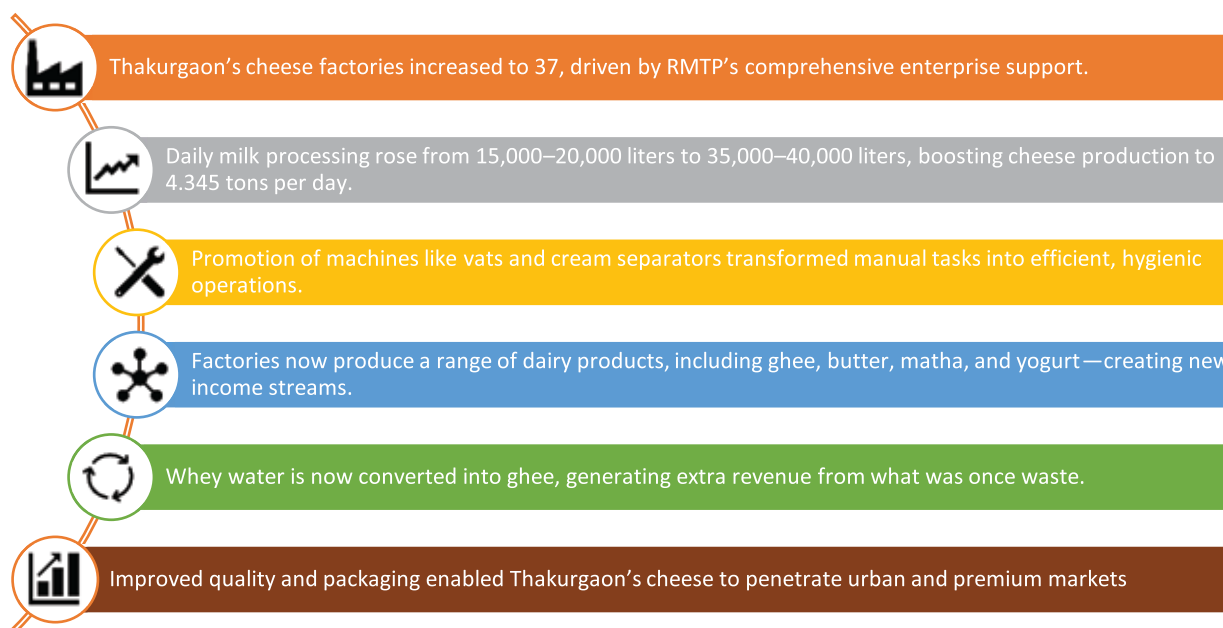 Thakurgaon’s cheese factories increased to 37, driven by RMTP’s comprehensive enterprise support.
Daily milk processing rose from 15,000–20,000 liters to 35,000–40,000 liters, boosting cheese production to
4.345 tons per day.
Promotion of machines like vats and cream separators transformed manual tasks into efficient, hygienic
operations.
Factories now produce a range of dairy products, including ghee, butter, matha, and yogurt—creating new
income streams.
Whey water is now converted into ghee, generating extra revenue from what was once waste.
Improved quality and packaging enabled Thakurgaon’s cheese to penetrate urban and premium markets